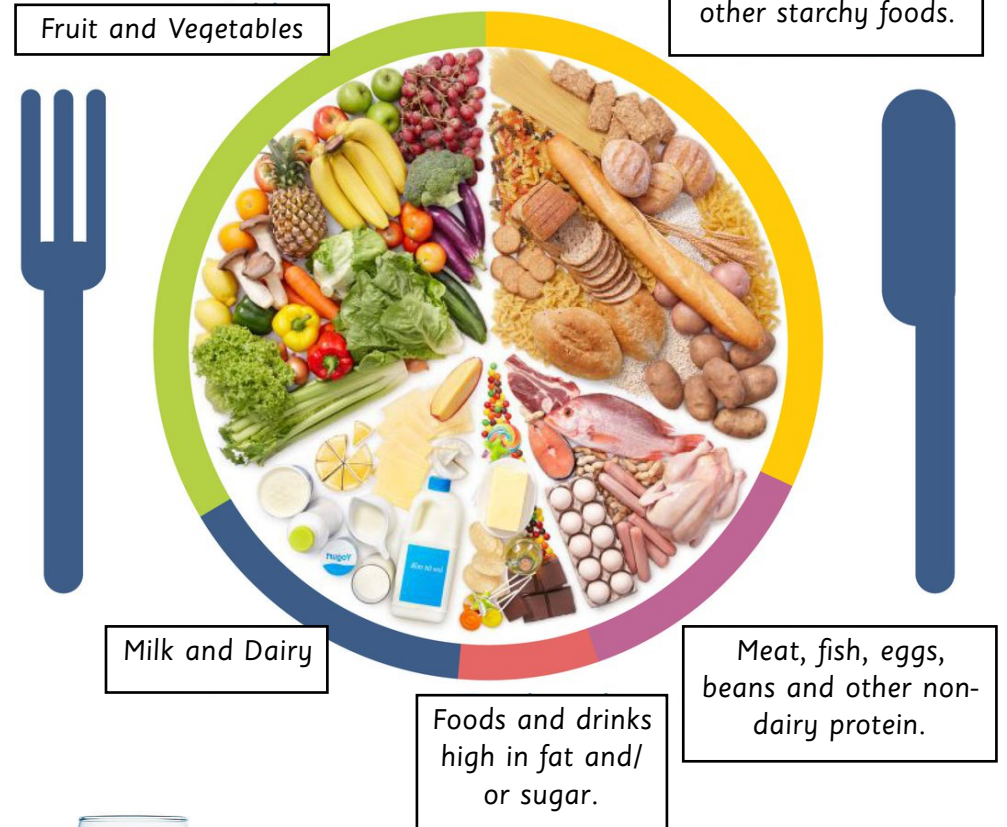 other starchy foods.
Fruit and Vegetables
Milk and Dairy
Meat, fish, eggs,
beans and other non-
dairy protein.
Foods and drinks
high in fat and/
or sugar.